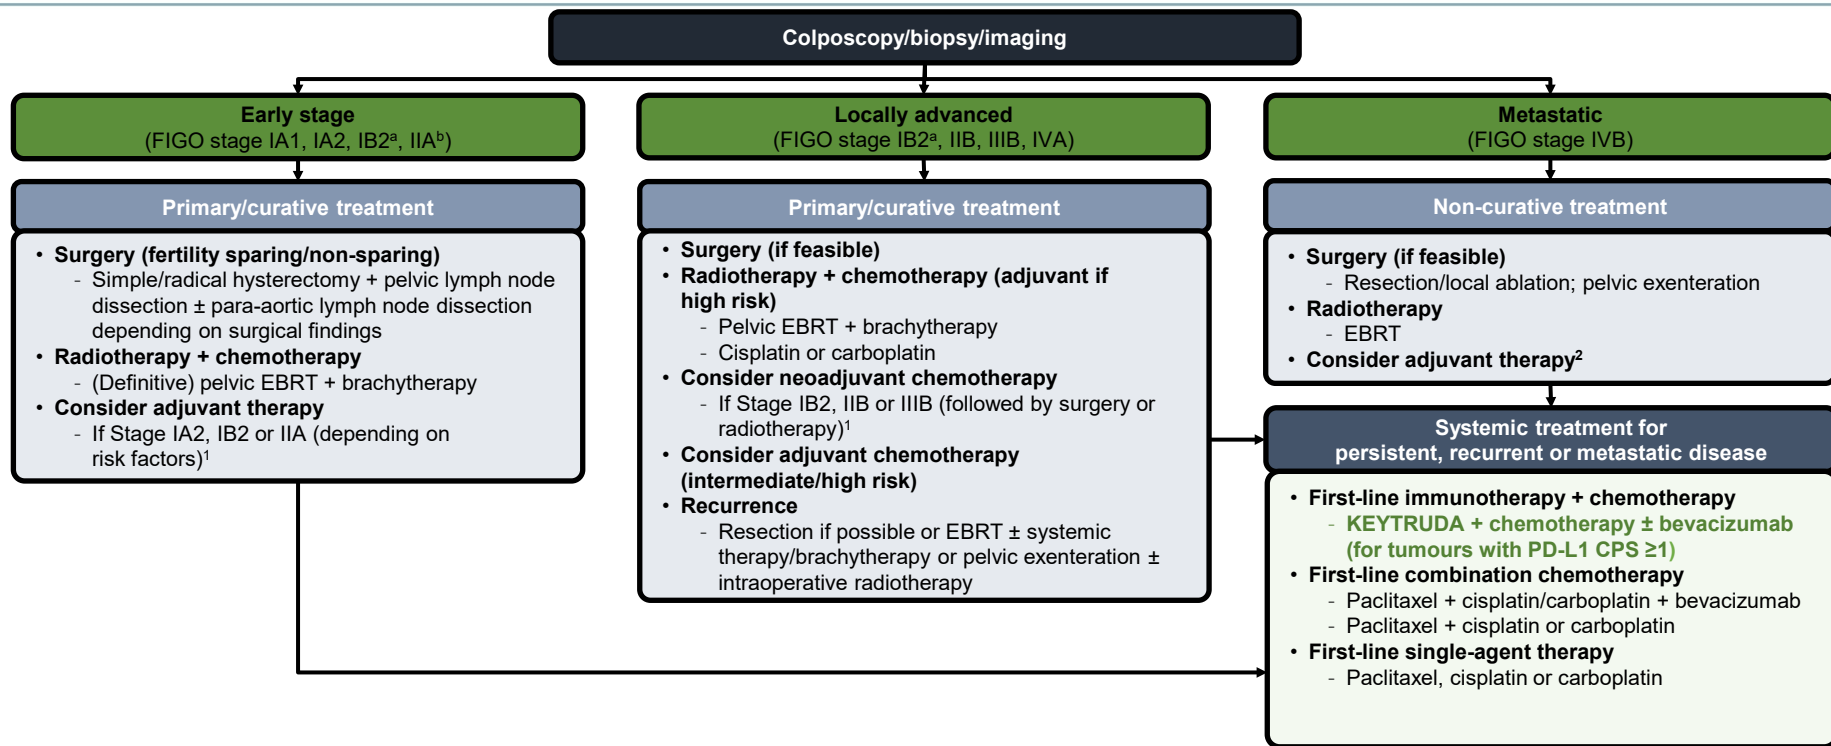 Colposcopy/biopsy/imaging
Early stage
(FIGO stage IA1, IA2, IB2ᵃ, IIAᵇ)
Primary/curative treatment
• Surgery (fertility sparing/non-sparing)
- Simple/radical hysterectomy + pelvic lymph node
dissection ± para-aortic lymph node dissection
depending on surgical findings
• Radiotherapy + chemotherapy
- (Definitive) pelvic EBRT + brachytherapy
• Consider adjuvant therapy
- If Stage IA2, IB2 or IIA (depending on
risk factors)¹
Locally advanced
(FIGO stage IB2ᵃ, IIB, IIIB, IVA)
Primary/curative treatment
• Surgery (if feasible)
• Radiotherapy + chemotherapy (adjuvant if
high risk)
- Pelvic EBRT + brachytherapy
- Cisplatin or carboplatin
• Consider neoadjuvant chemotherapy
- If Stage IB2, IIB or IIIB (followed by surgery or
radiotherapy)¹
• Consider adjuvant chemotherapy
(intermediate/high risk)
• Recurrence
- Resection if possible or EBRT ± systemic
therapy/brachytherapy or pelvic exenteration ±
intraoperative radiotherapy
Metastatic
(FIGO stage IVB)
Non-curative treatment
• Surgery (if feasible)
- Resection/local ablation; pelvic exenteration
• Radiotherapy
- EBRT
• Consider adjuvant therapy²
Systemic treatment for
persistent, recurrent or metastatic disease
• First-line immunotherapy + chemotherapy
- KEYTRUDA + chemotherapy ± bevacizumab
(for tumours with PD-L1 CPS ≥1)
• First-line combination chemotherapy
- Paclitaxel + cisplatin/carboplatin + bevacizumab
- Paclitaxel + cisplatin or carboplatin
• First-line single-agent therapy
- Paclitaxel, cisplatin or carboplatin